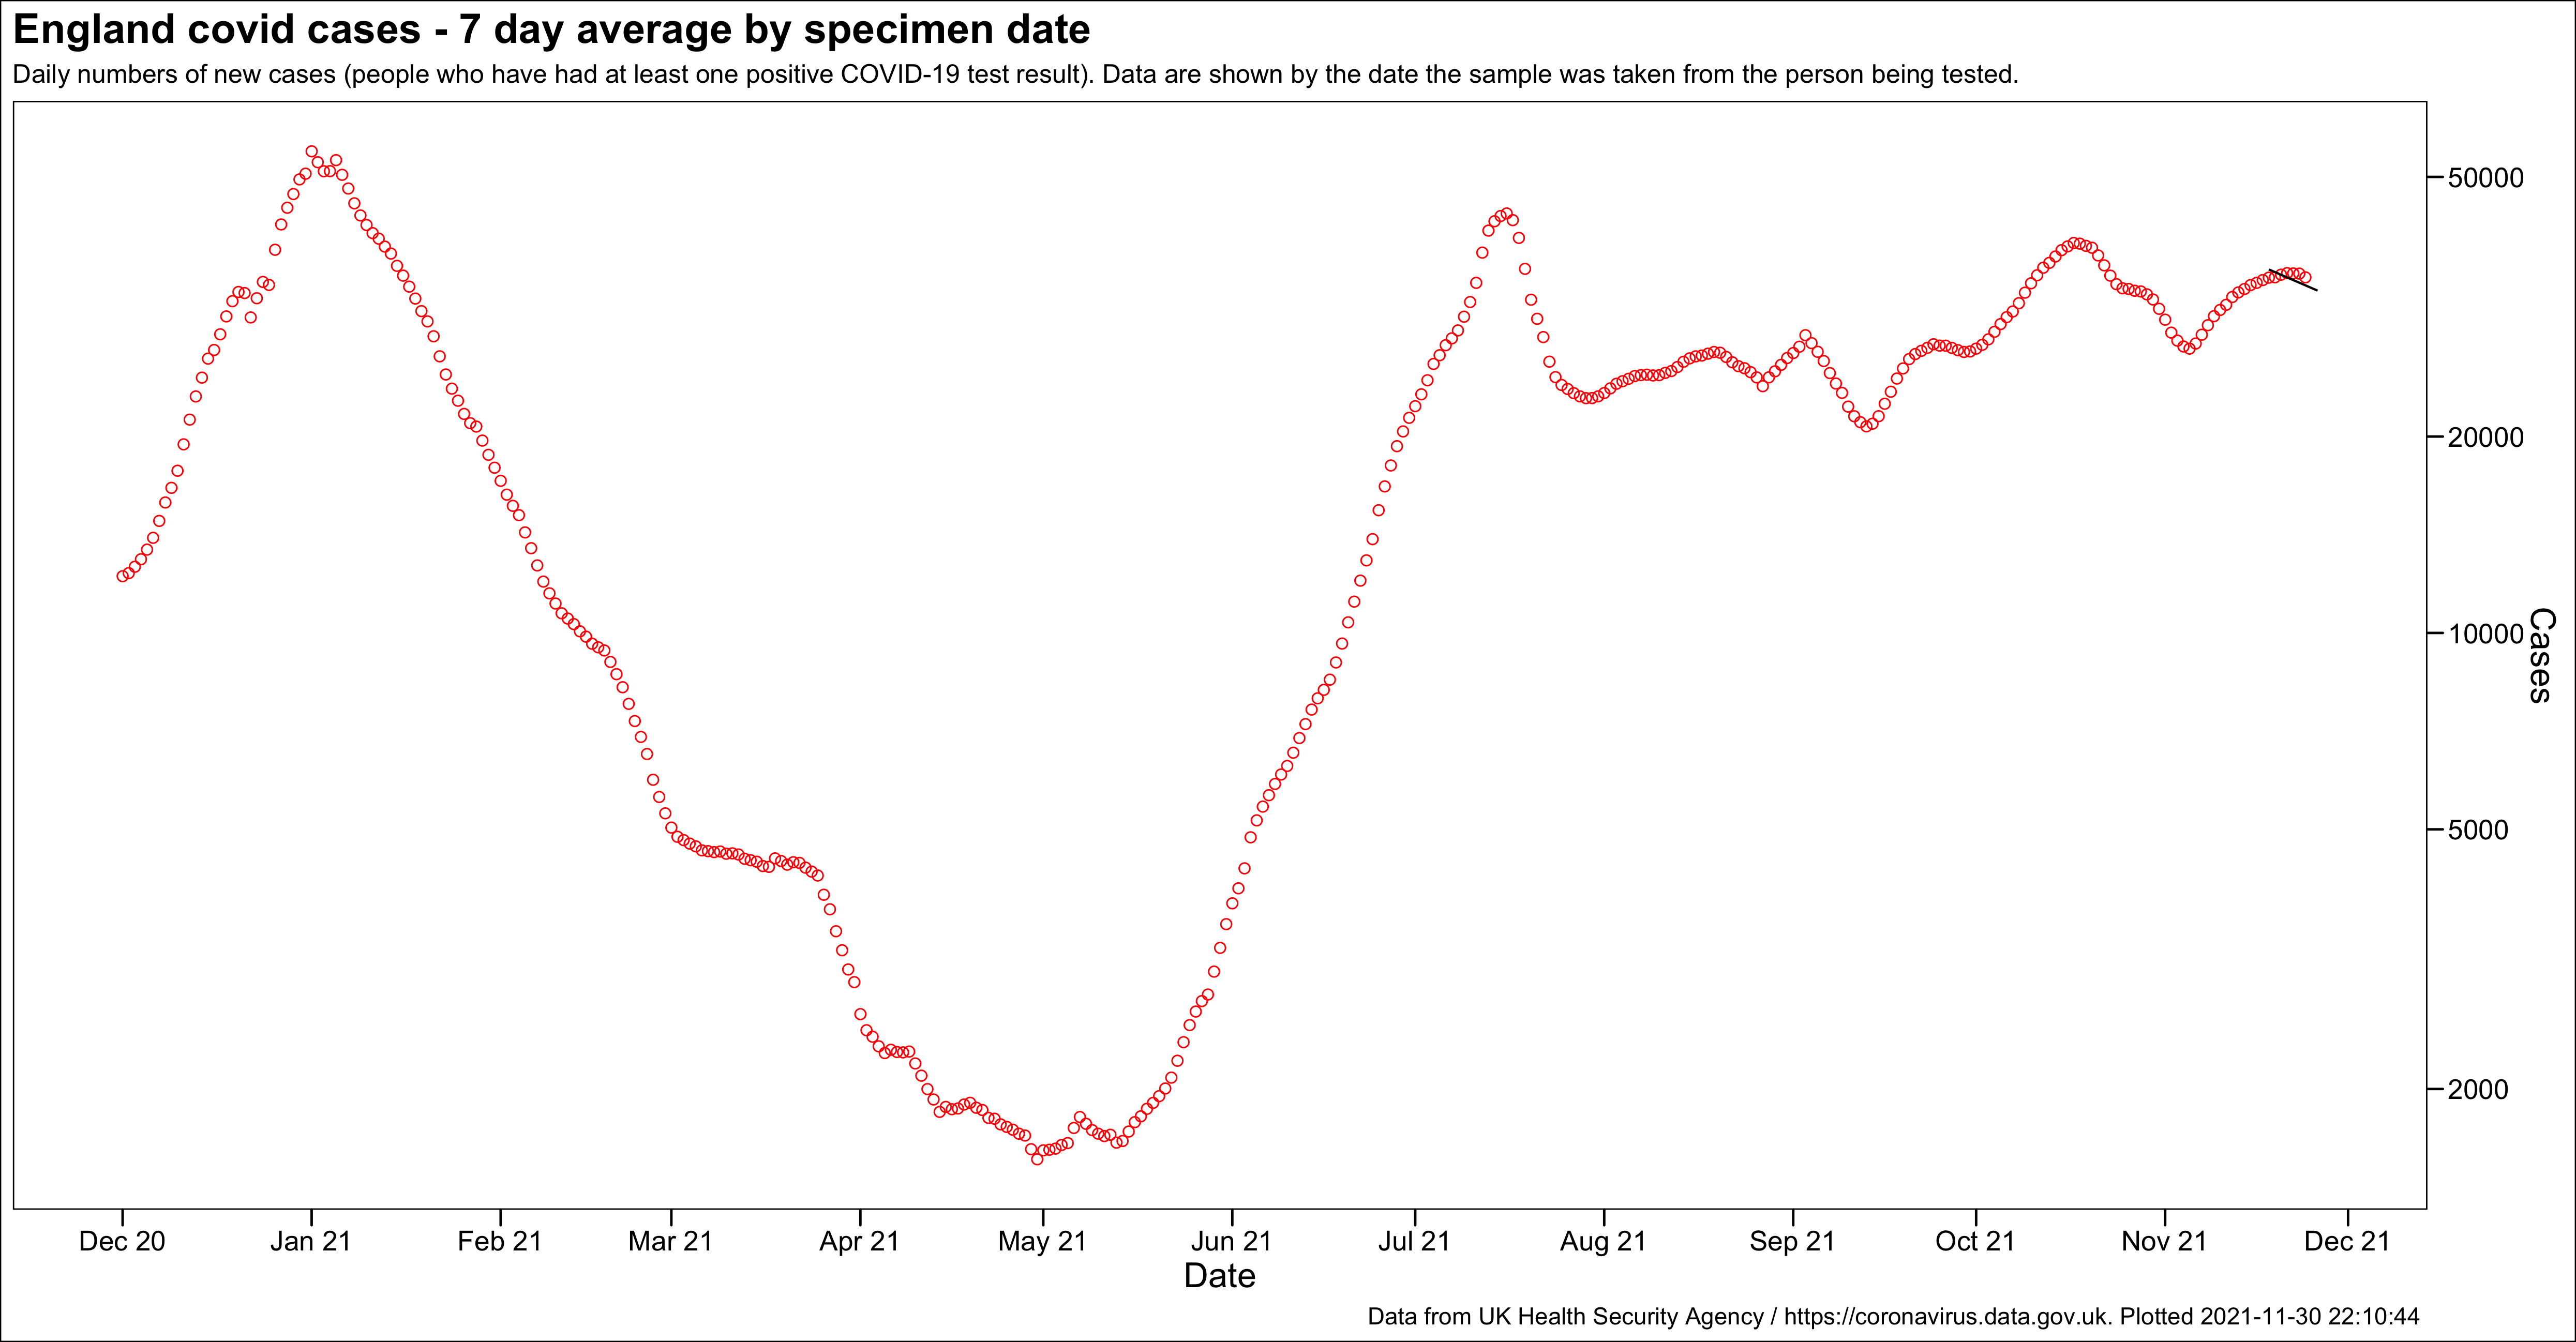 England covid cases - 7 day average by specimen date
Daily numbers of new cases (people who have had at least one positive COVID-19 test result). Data are shown by the date the sample was taken from the person being tested.
50000
20000
10000
5000
2000
Cases
Dec 20 Jan 21 Feb 21 Mar 21 Apr 21 May 21 Jun 21 Jul 21 Aug 21 Sep 21 Oct 21 Nov 21 Dec 21
Date
Data from UK Health Security Agency / https://coronavirus.data.gov.uk. Plotted 2021-11-30 22:10:44